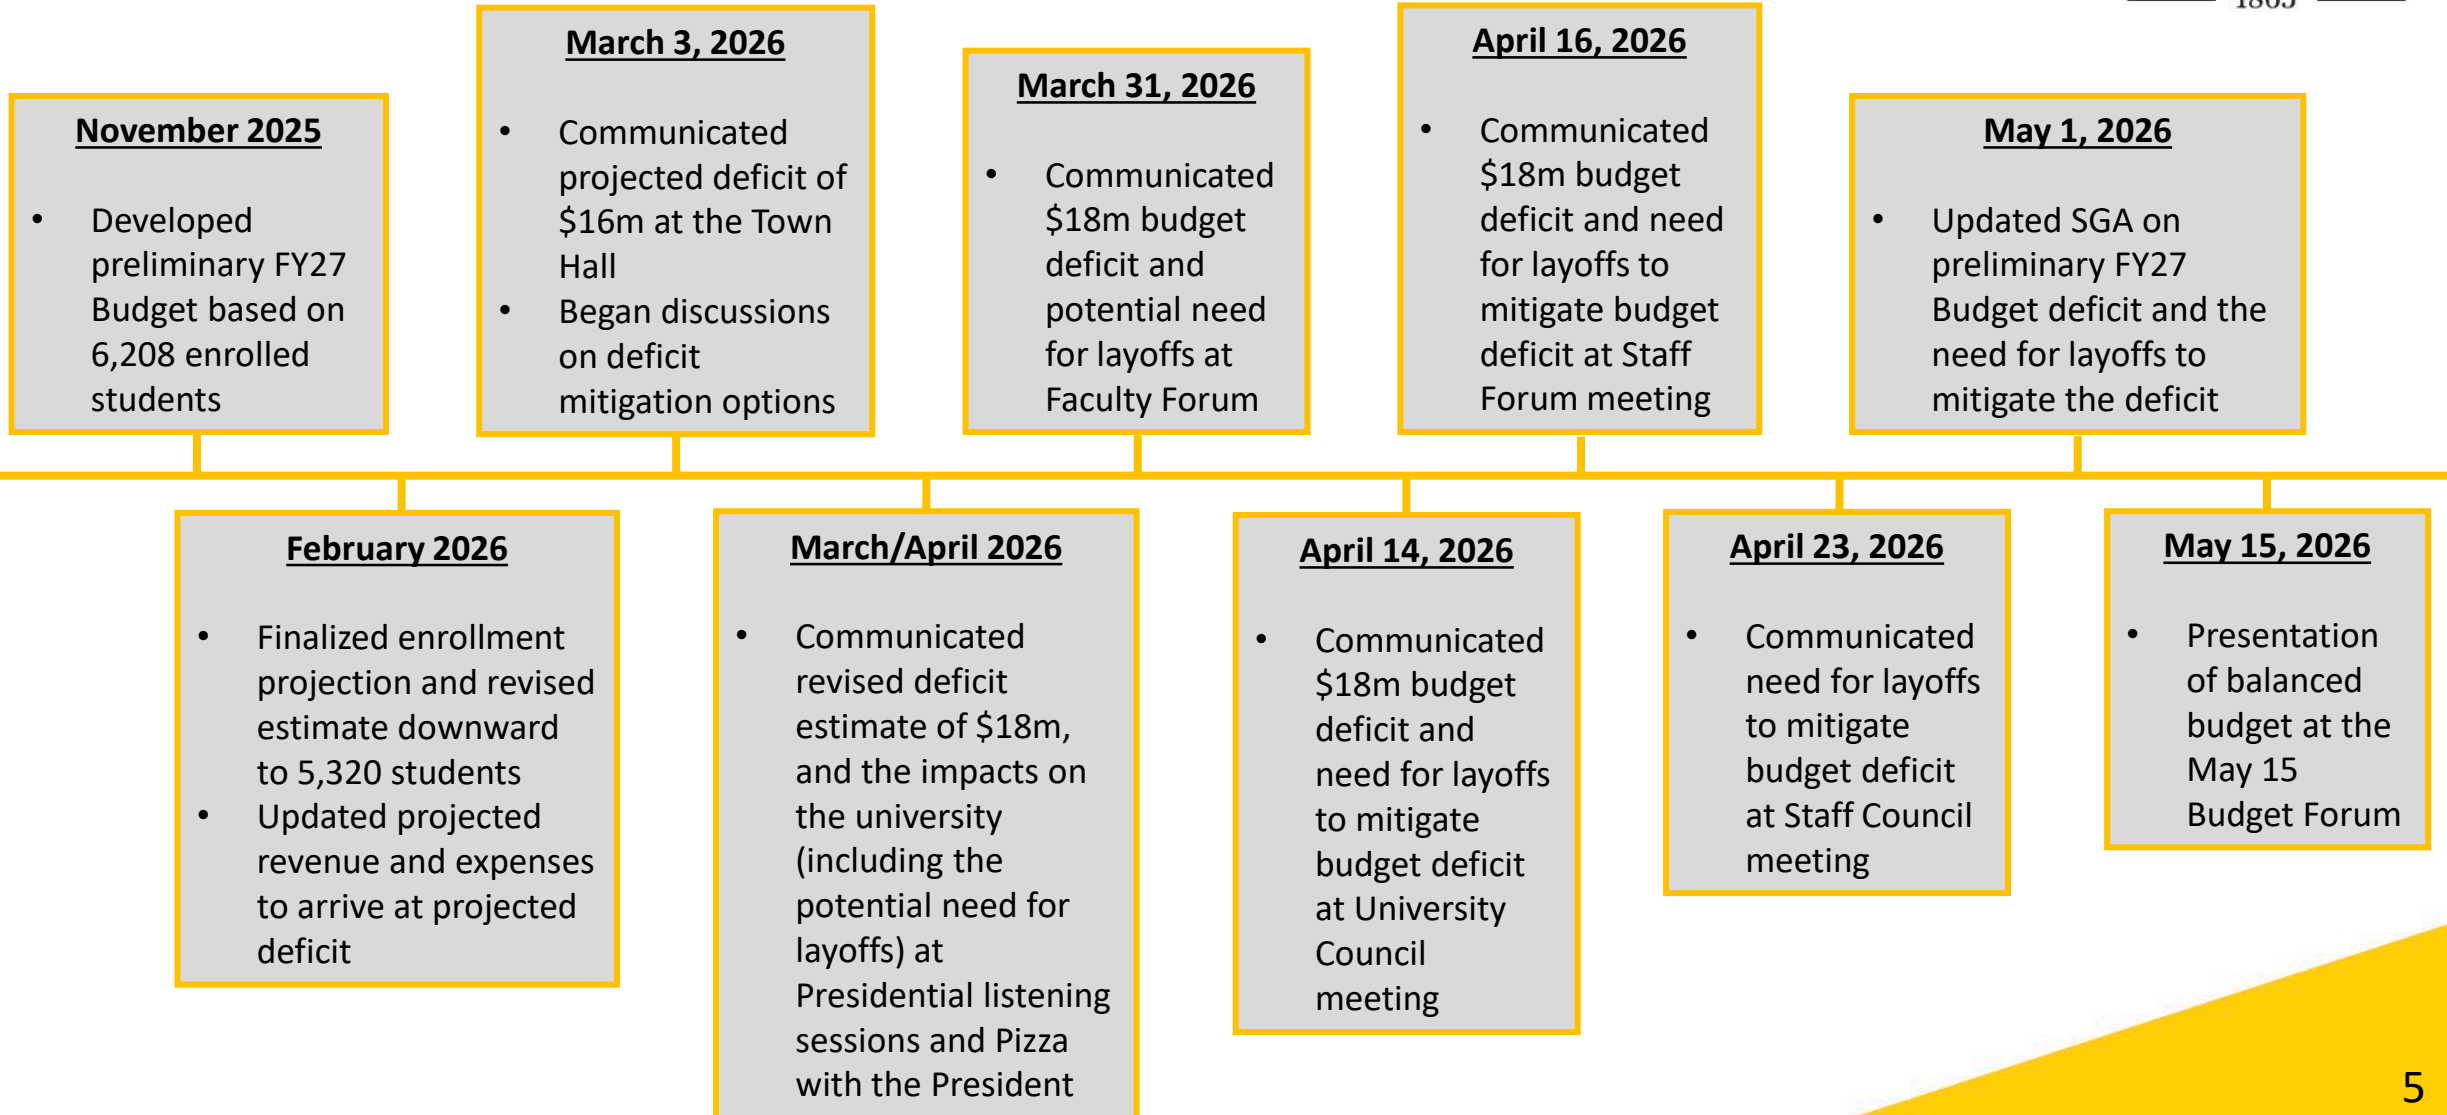 1865
November 2025
• Developed
preliminary FY27
Budget based on
6,208 enrolled
students
February 2026
• Finalized enrollment
projection and revised
estimate downward
to 5,320 students
• Updated projected
revenue and expenses
to arrive at projected
deficit
March 3, 2026
• Communicated
projected deficit of
$16m at the Town
Hall
• Began discussions
on deficit
mitigation options
March/April 2026
• Communicated
revised deficit
estimate of $18m,
and the impacts on
the university
(including the
potential need for
layoffs) at
Presidential listening
sessions and Pizza
with the President
March 31, 2026
• Communicated
$18m budget
deficit and
potential need
for layoffs at
Faculty Forum
April 14, 2026
• Communicated
$18m budget
deficit and
need for layoffs
to mitigate
budget deficit
at University
Council
meeting
April 16, 2026
• Communicated
$18m budget
deficit and need
for layoffs to
mitigate budget
deficit at Staff
Forum meeting
April 23, 2026
• Communicated
need for layoffs
to mitigate
budget deficit
at Staff Council
meeting
May 1, 2026
• Updated SGA on
preliminary FY27
Budget deficit and the
need for layoffs to
mitigate the deficit
May 15, 2026
• Presentation
of balanced
budget at the
May 15
Budget Forum
5